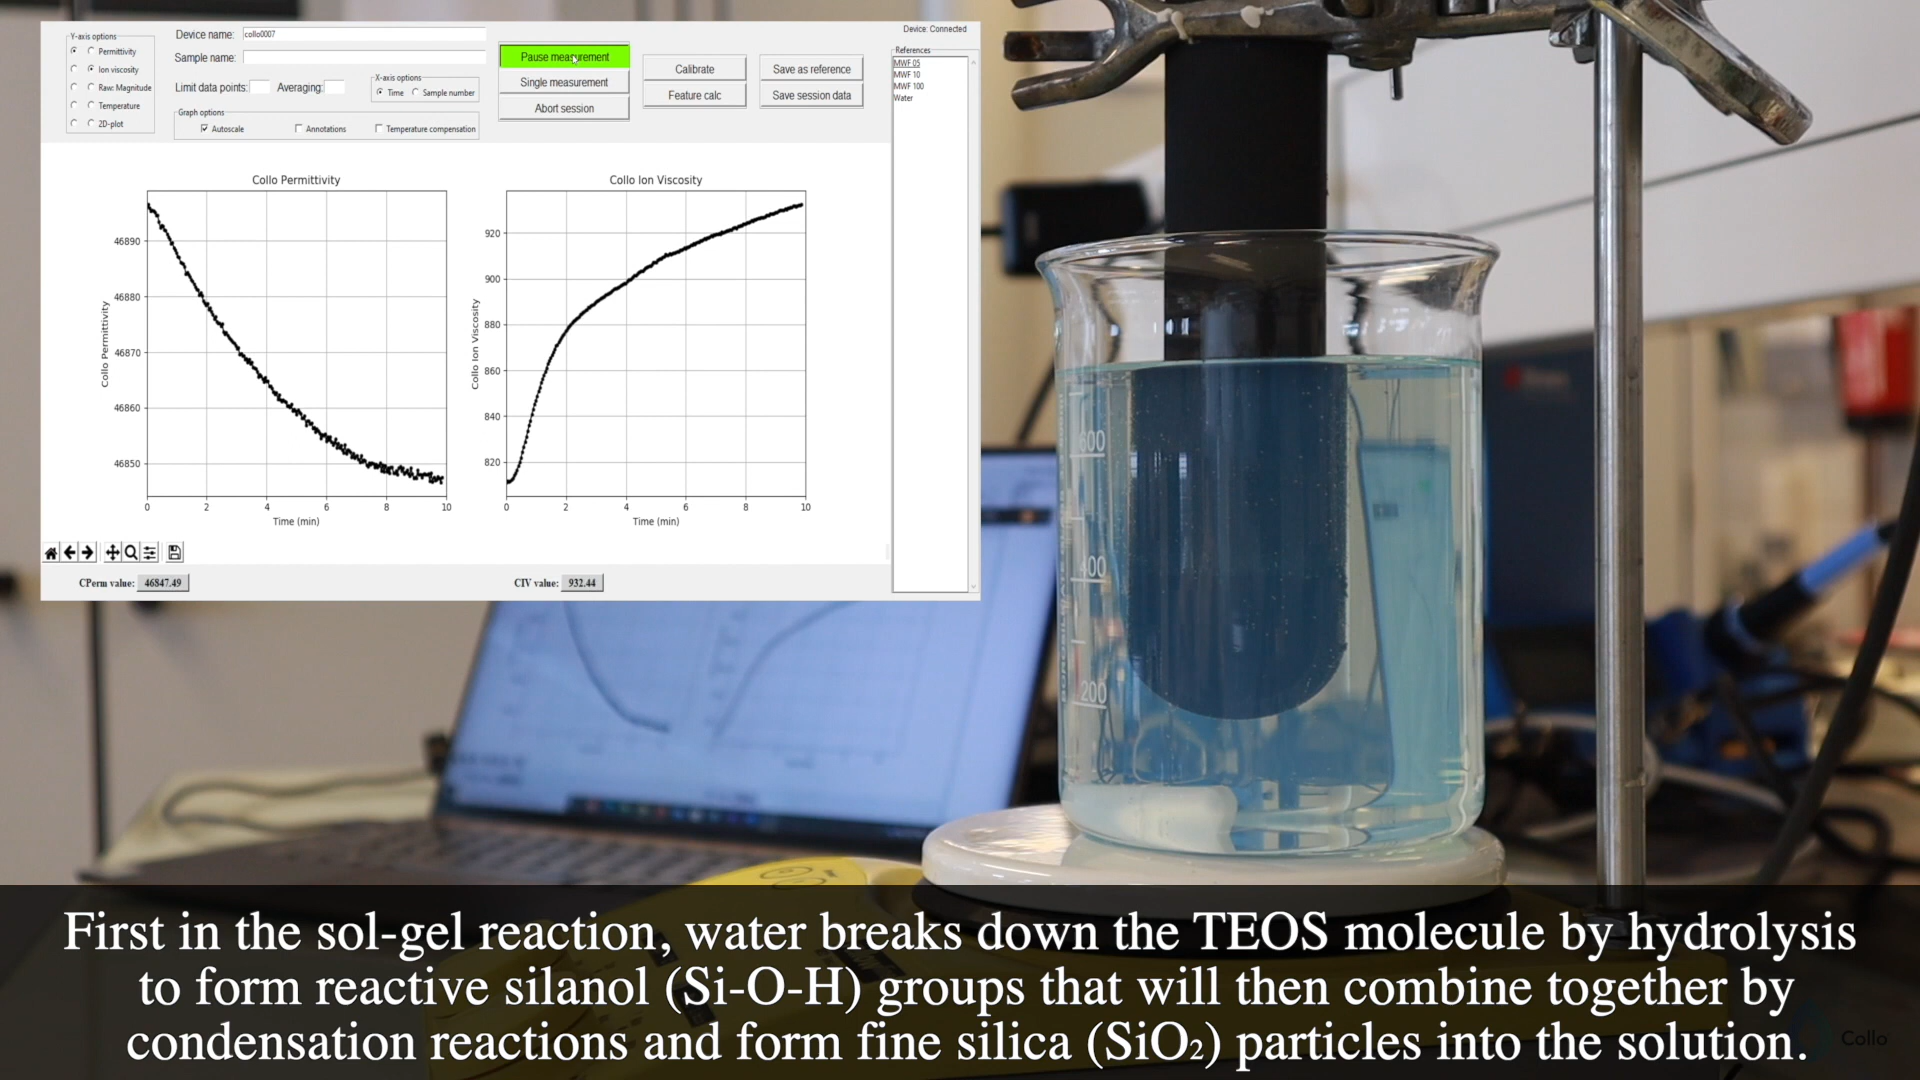 Y-axis options
Permittivity
Ion viscosity
Raw: Magnitude
Temperature
2D-plot
Device name: collo0007
Sample name:
Limit data points: Averaging:
X-axis options
Time Sample number
Graph options
Autoscale Annotations Temperature compensation
Pause measurement
Single measurement
Abort session
Calibrate
Feature calc
Save as reference
Save session data
Device: Connected
References
MWF 05
MWF 10
MWF 100
Water
Collo Permittivity
Collo Permittivity
46890
46880
46870
46860
46850
0 2 4 6 8 10
Time (min)
Collo Ion Viscosity
Collo Ion Viscosity
920
900
880
860
840
820
0 2 4 6 8 10
Time (min)
CPerm value: 46847.49
CIV value: 932.44
600
400
200
First in the sol-gel reaction, water breaks down the TEOS molecule by hydrolysis
to form reactive silanol (Si-O-H) groups that will then combine together by
condensation reactions and form fine silica (SiO₂) particles into the solution.
Collo